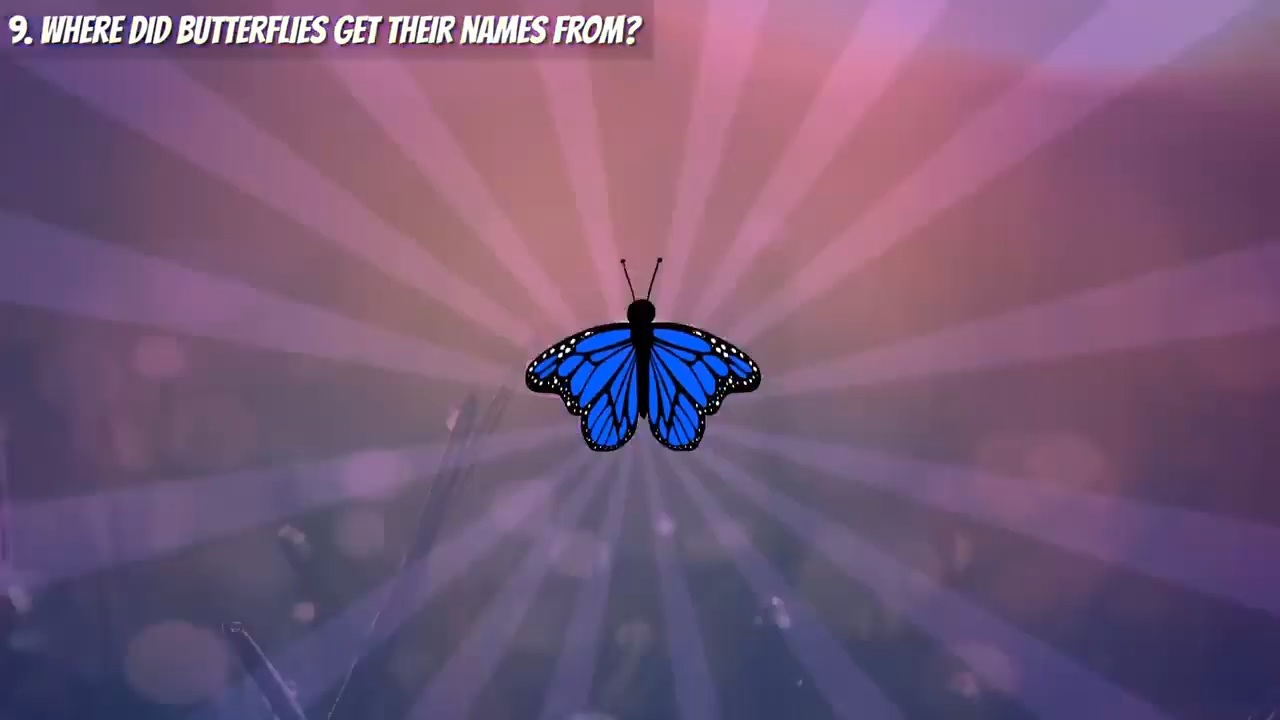 9. WHERE DID BUTTERFLIES GET THEIR NAMES FROM?